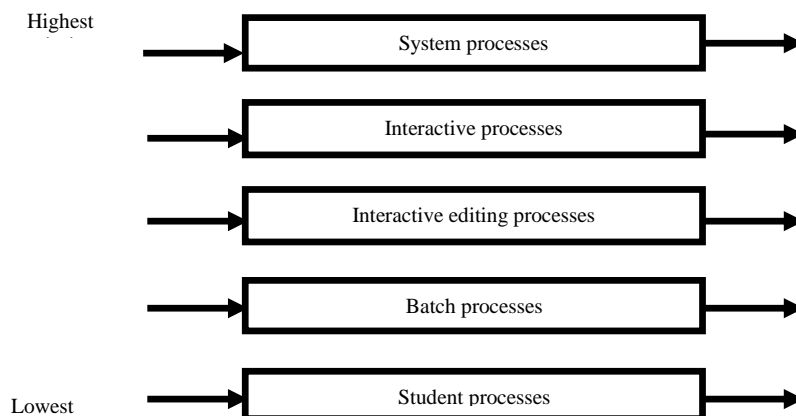 Highest
System processes
Interactive processes
Interactive editing processes
Batch processes
Student processes
Lowest